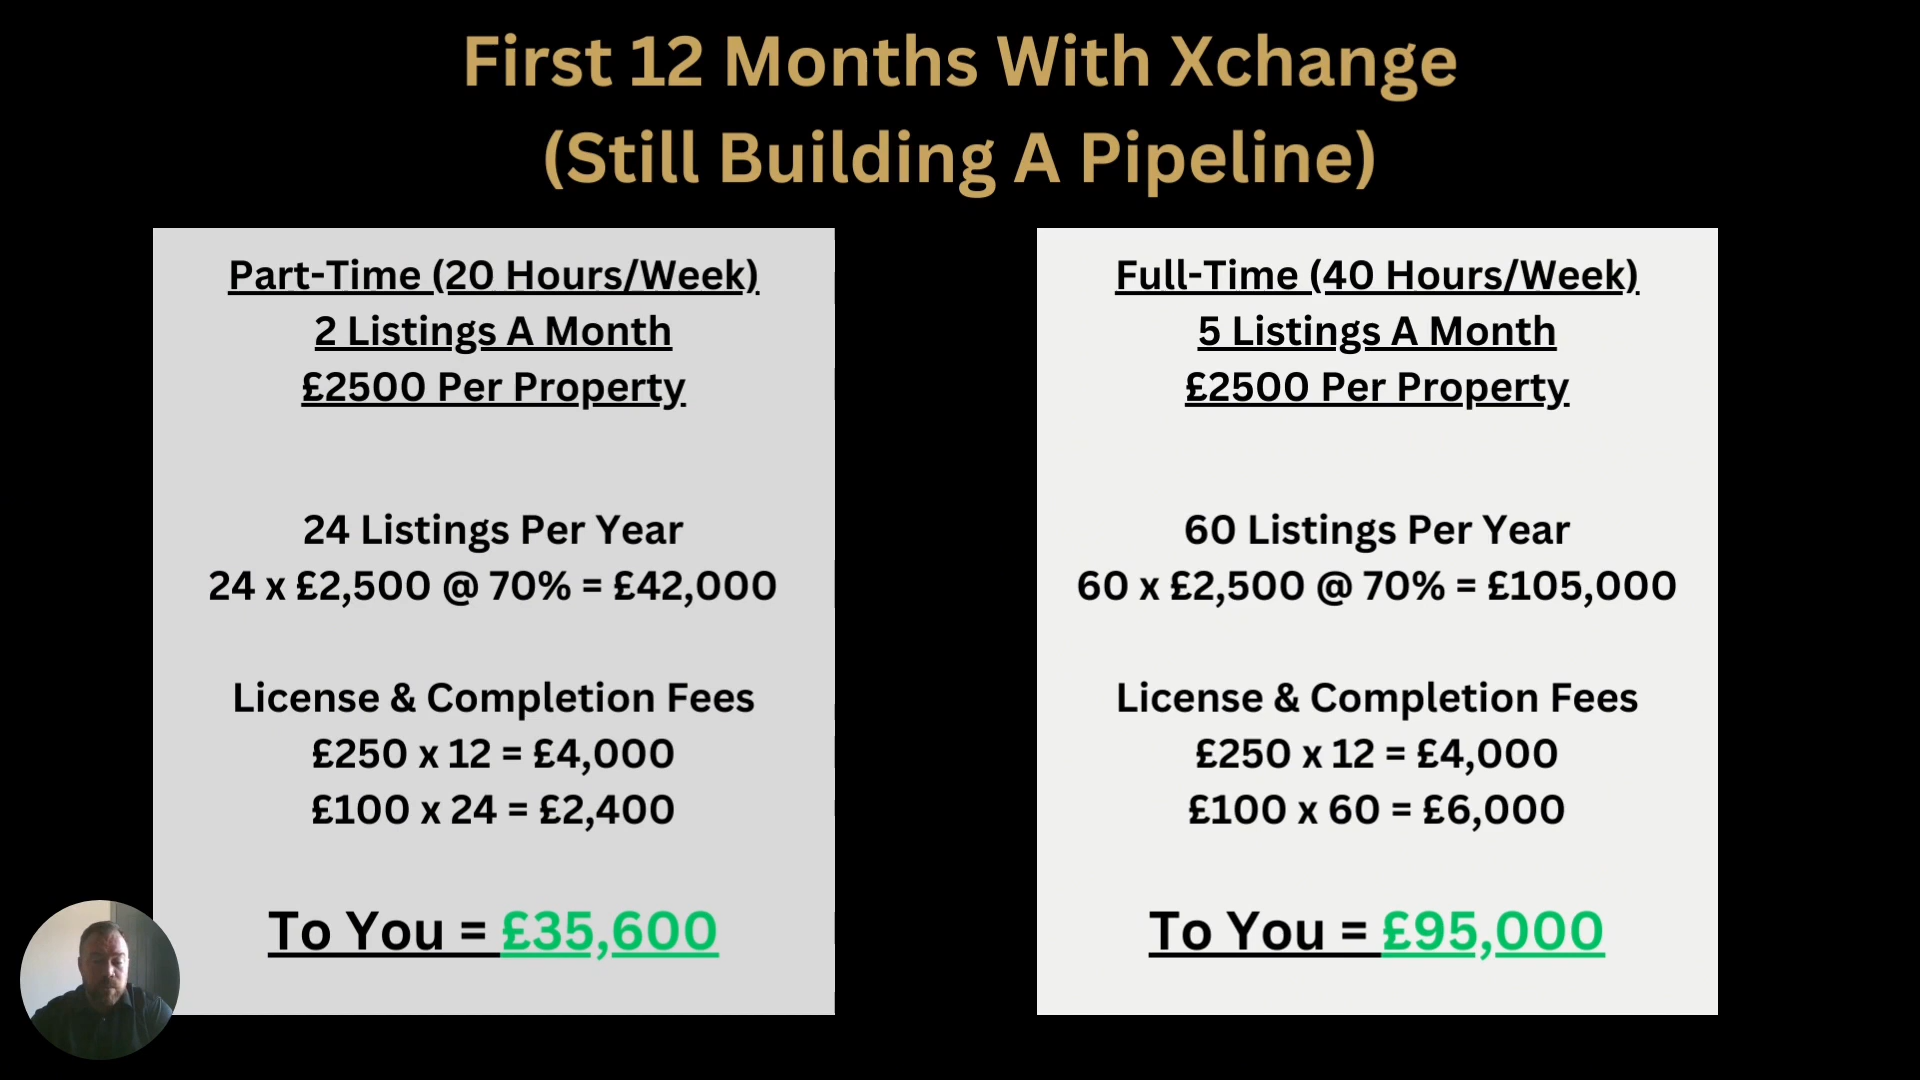 First 12 Months With Xchange
(Still Building A Pipeline)
Part-Time (20 Hours/Week)
2 Listings A Month
£2500 Per Property
24 Listings Per Year
24 x £2,500 @ 70% = £42,000
License & Completion Fees
£250 x 12 = £4,000
£100 x 24 = £2,400
To You = £35,600
Full-Time (40 Hours/Week)
5 Listings A Month
£2500 Per Property
60 Listings Per Year
60 x £2,500 @ 70% = £105,000
License & Completion Fees
£250 x 12 = £4,000
£100 x 60 = £6,000
To You = £95,000